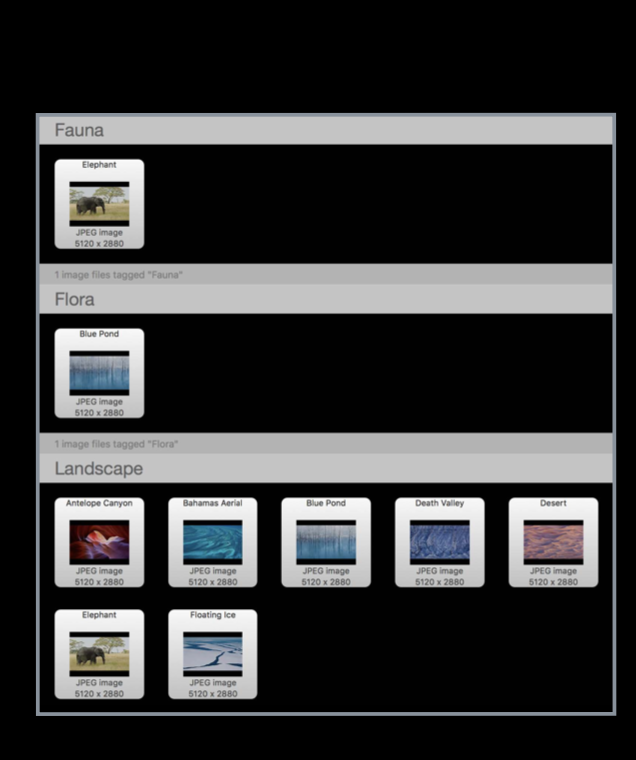 Fauna
Elephant
JPEG image
5120 x 2880
1 image files tagged "Fauna"
Flora
Blue Pond
JPEG image
5120 x 2880
1 image files tagged "Flora"
Landscape
Antelope Canyon
JPEG image
5120 x 2880
Bahamas Aerial
JPEG image
5120 x 2880
Blue Pond
JPEG image
5120 x 2880
Death Valley
JPEG image
5120 x 2880
Desert
JPEG image
5120 x 2880
Elephant
JPEG image
5120 x 2880
Floating Ice
JPEG image
5120 x 2880